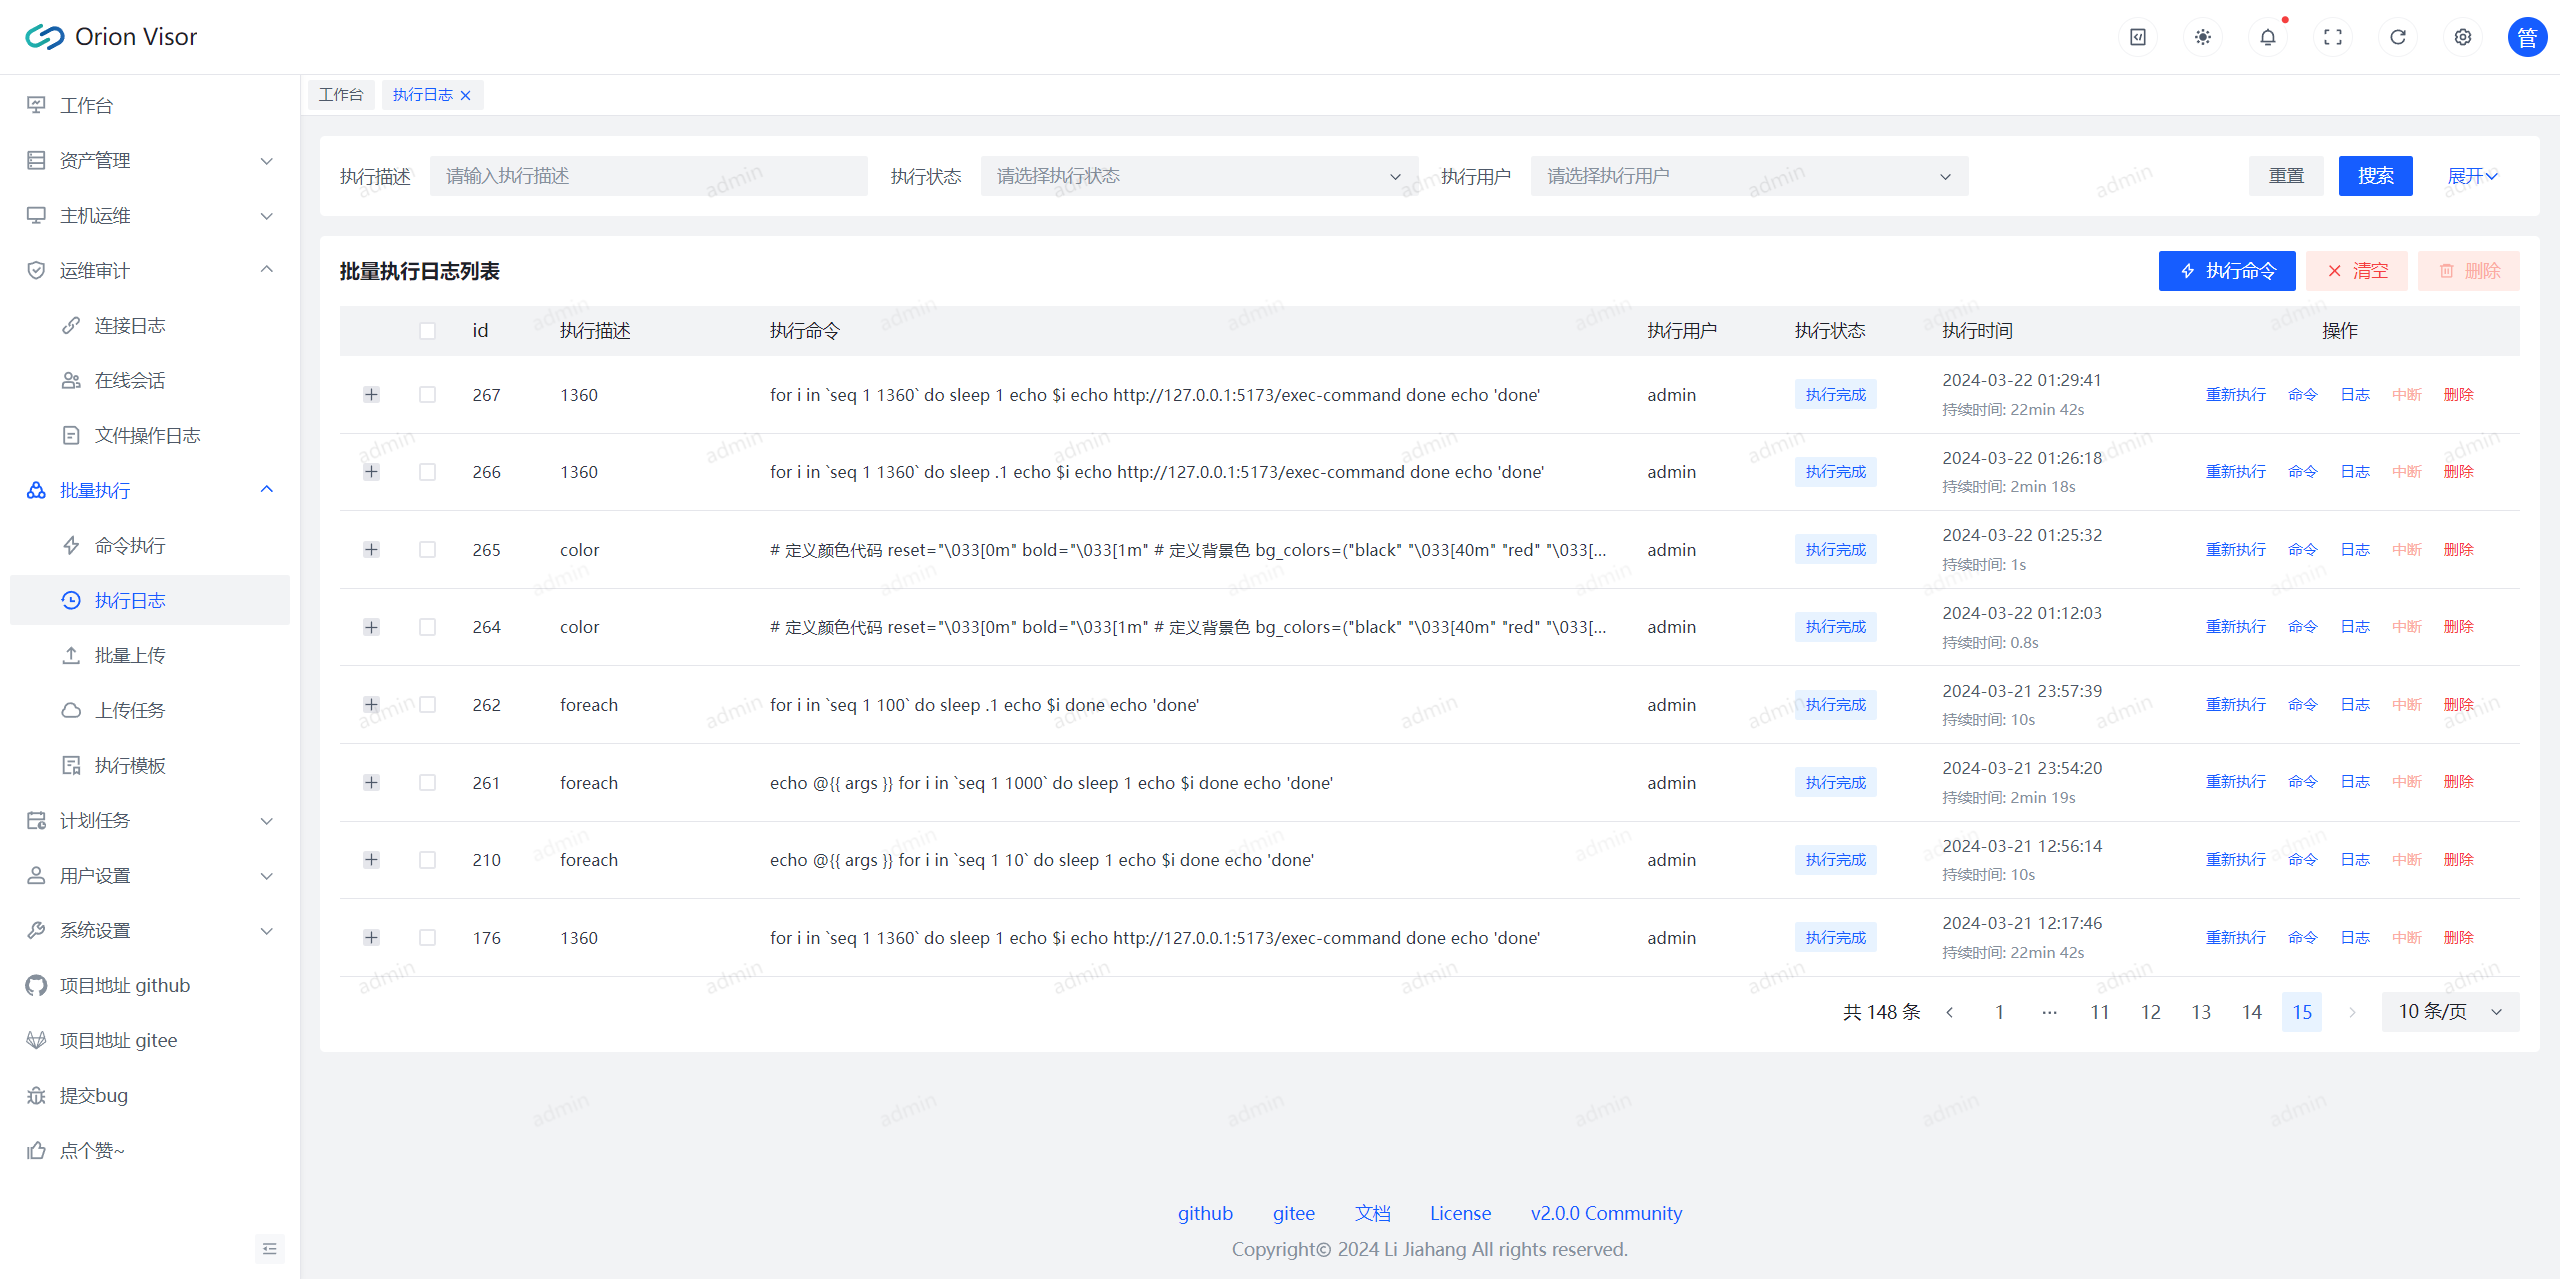 Orion Visor
管
工作台
资产管理
主机运维
运维审计
连接日志
在线会话
文件操作日志
批量执行
命令执行
执行日志
批量上传
上传任务
执行模板
计划任务
用户设置
系统设置
项目地址 github
项目地址 gitee
提交bug
点个赞~
工作台 执行日志
执行描述 请输入执行描述 执行状态 请选择执行状态 执行用户 请选择执行用户 重置 搜索 展开
批量执行日志列表 执行命令 清空 删除
id 执行描述 执行命令 执行用户 执行状态 执行时间 操作
267 1360 for i in `seq 1 1360` do sleep 1 echo $i echo http://127.0.0.1:5173/exec-command done echo 'done' admin 执行完成 2024-03-22 01:29:41 重新执行 命令 日志 中断 删除
持续时间: 22min 42s
266 1360 for i in `seq 1 1360` do sleep .1 echo $i echo http://127.0.0.1:5173/exec-command done echo 'done' admin 执行完成 2024-03-22 01:26:18 重新执行 命令 日志 中断 删除
持续时间: 2min 18s
265 color # 定义颜色代码 reset="\033[0m" bold="\033[1m" # 定义背景色 bg_colors=("black" "\033[40m" "red" "\033[... admin 执行完成 2024-03-22 01:25:32 重新执行 命令 日志 中断 删除
持续时间: 1s
264 color # 定义颜色代码 reset="\033[0m" bold="\033[1m" # 定义背景色 bg_colors=("black" "\033[40m" "red" "\033[... admin 执行完成 2024-03-22 01:12:03 重新执行 命令 日志 中断 删除
持续时间: 0.8s
262 foreach for i in `seq 1 100` do sleep .1 echo $i done echo 'done' admin 执行完成 2024-03-21 23:57:39 重新执行 命令 日志 中断 删除
持续时间: 10s
261 foreach echo @{{ args }} for i in `seq 1 1000` do sleep 1 echo $i done echo 'done' admin 执行完成 2024-03-21 23:54:20 重新执行 命令 日志 中断 删除
持续时间: 2min 19s
210 foreach echo @{{ args }} for i in `seq 1 10` do sleep 1 echo $i done echo 'done' admin 执行完成 2024-03-21 12:56:14 重新执行 命令 日志 中断 删除
持续时间: 10s
176 1360 for i in `seq 1 1360` do sleep 1 echo $i echo http://127.0.0.1:5173/exec-command done echo 'done' admin 执行完成 2024-03-21 12:17:46 重新执行 命令 日志 中断 删除
持续时间: 22min 42s
共 148 条 1 ··· 11 12 13 14 15 10 条/页
github gitee 文档 License v2.0.0 Community
Copyright© 2024 Li Jiahang All rights reserved.